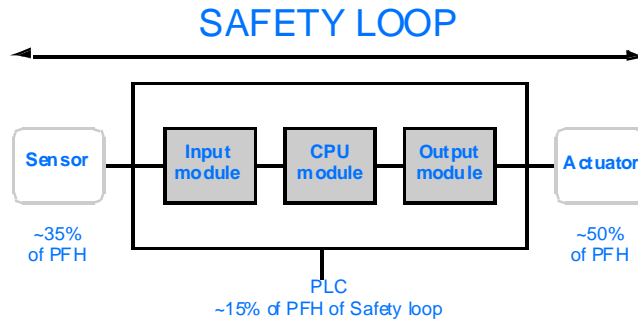 SAFETY LOOP
Sensor
Input
module
CPU
module
Output
module
Actuator
~35%
of PFH
~50%
of PFH
PLC
~15% of PFH of Safety loop